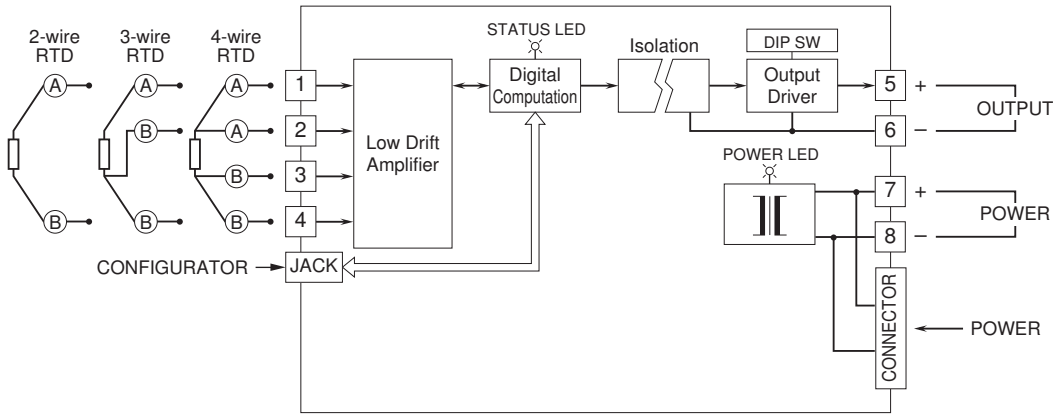 2-wire
RTD
3-wire
RTD
4-wire
RTD
A
B
A
B
B
A
A
B
B
1
2
3
4
Low Drift
Amplifier
CONFIGURATOR
JACK
STATUS LED
Digital
Computation
Isolation
DIP SW
Output
Driver
POWER LED
5
+
6
–
OUTPUT
7
+
8
–
POWER
CONNECTOR
POWER